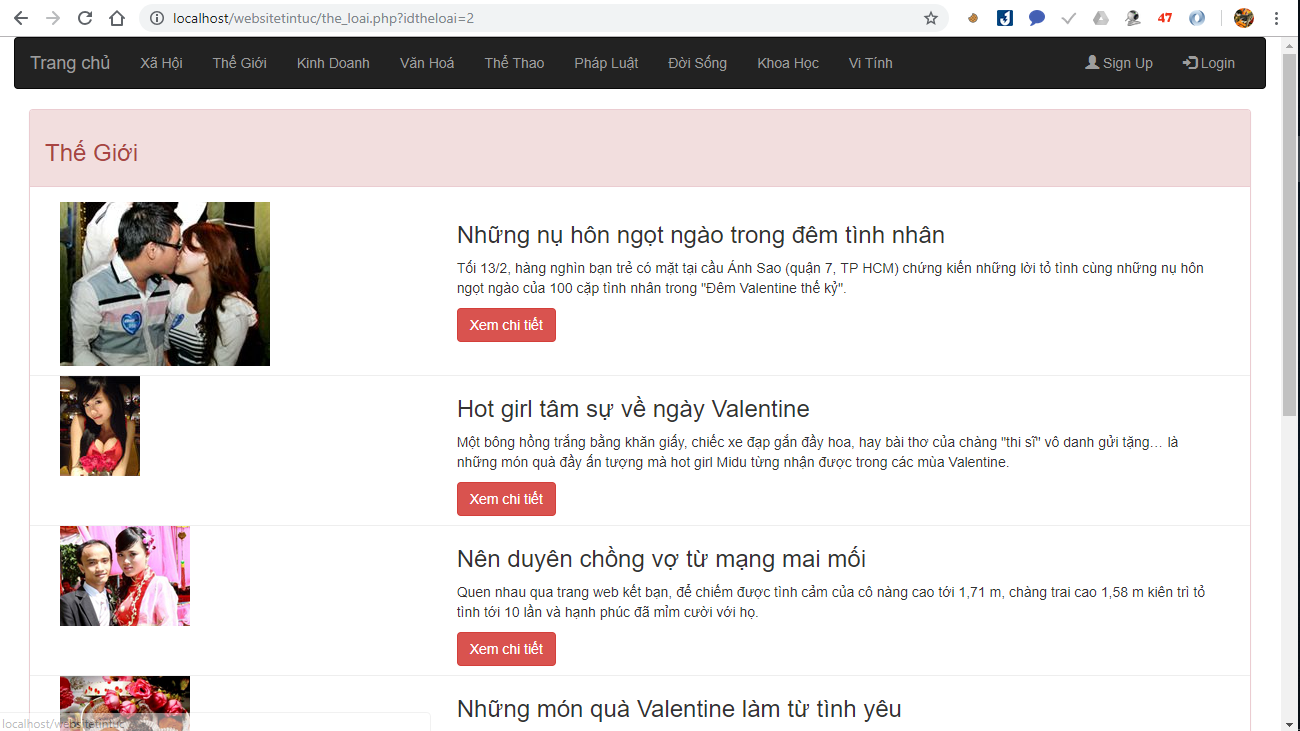 localhost/websitetintuc/the_loai.php?idtheloai=2
47
Trang chủ Xã Hội Thế Giới Kinh Doanh Văn Hoá Thể Thao Pháp Luật Đời Sống Khoa Học Vi Tính Sign Up Login
Thế Giới
Những nụ hôn ngọt ngào trong đêm tình nhân
Tối 13/2, hàng nghìn bạn trẻ có mặt tại cầu Ánh Sao (quận 7, TP HCM) chứng kiến những lời tỏ tình cùng những nụ hôn
ngọt ngào của 100 cặp tình nhân trong "Đêm Valentine thế kỷ".
Xem chi tiết
Hot girl tâm sự về ngày Valentine
Một bông hồng trắng bằng khăn giấy, chiếc xe đạp gắn đầy hoa, hay bài thơ của chàng "thi sĩ" vô danh gửi tặng… là
những món quà đầy ấn tượng mà hot girl Midu từng nhận được trong các mùa Valentine.
Xem chi tiết
Nên duyên chồng vợ từ mạng mai mối
Quen nhau qua trang web kết bạn, để chiếm được tình cảm của cô nàng cao tới 1,71 m, chàng trai cao 1,58 m kiên trì tỏ
tình tới 10 lần và hạnh phúc đã mỉm cười với họ.
Xem chi tiết
Những món quà Valentine làm từ tình yêu